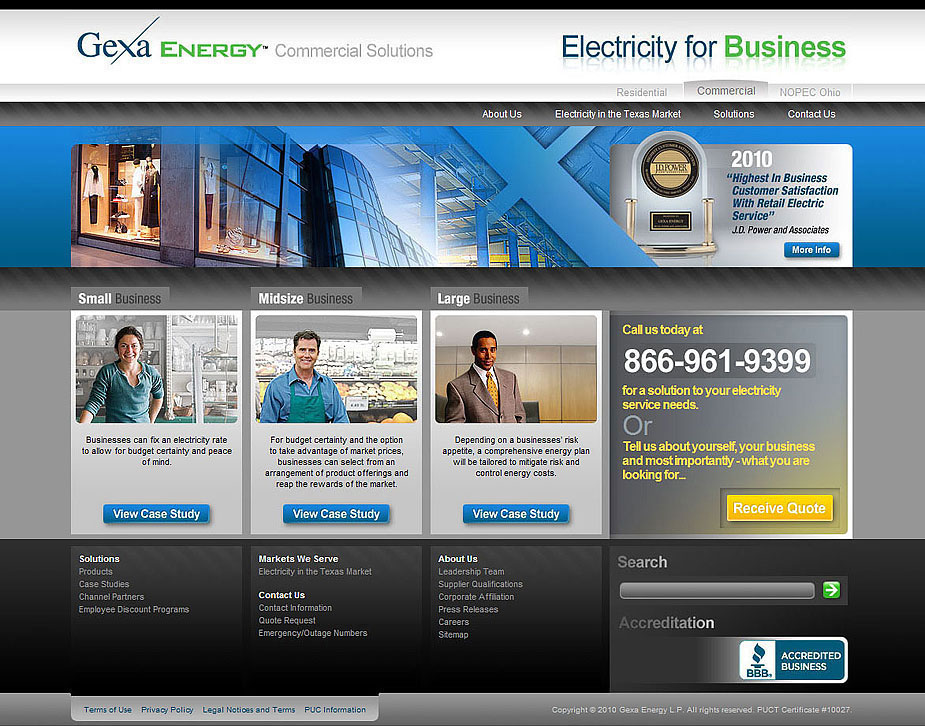 Gexa ENERGY™ Commercial Solutions
Electricity for Business
Residential
Commercial
NOPEC Ohio
About Us
Electricity in the Texas Market
Solutions
Contact Us
J.D. POWER
GEXA ENERGY
2010
“Highest In Business
Customer Satisfaction
With Retail Electric
Service”
J.D. Power and Associates
More Info
Small Business
Midsize Business
Large Business
Businesses can fix an electricity rate
to allow for budget certainty and peace
of mind.
View Case Study
For budget certainty and the option
to take advantage of market prices,
businesses can select from an
arrangement of product offerings and
reap the rewards of the market.
View Case Study
Depending on a businesses' risk
appetite, a comprehensive energy plan
will be tailored to mitigate risk and
control energy costs.
View Case Study
Call us today at
866-961-9399
for a solution to your electricity
service needs.
Or
Tell us about yourself, your business
and most importantly - what you are
looking for...
Receive Quote
Solutions
Products
Case Studies
Channel Partners
Employee Discount Programs
Markets We Serve
Electricity in the Texas Market
Contact Us
Contact Information
Quote Request
Emergency/Outage Numbers
About Us
Leadership Team
Supplier Qualifications
Corporate Affiliation
Press Releases
Careers
Sitemap
Search
Accreditation
BBB.
ACCREDITED
BUSINESS
Terms of Use
Privacy Policy
Legal Notices and Terms
PUC Information
Copyright © 2010 Gexa Energy L.P. All rights reserved. PUCT Certificate #10027.